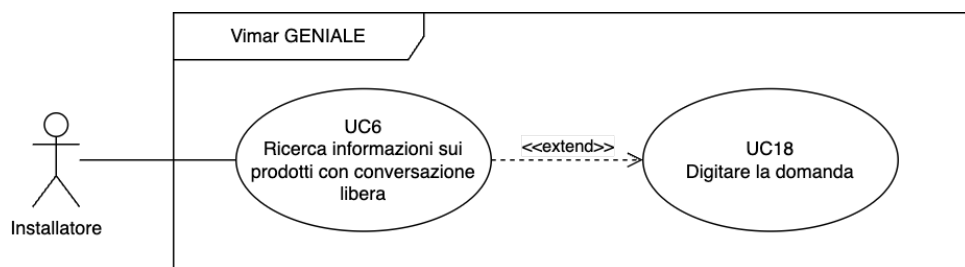 Vimar GENIALE
UC6
Ricerca informazioni sui
prodotti con conversazione
libera
<<extend>>
UC18
Digitare la domanda
Installatore